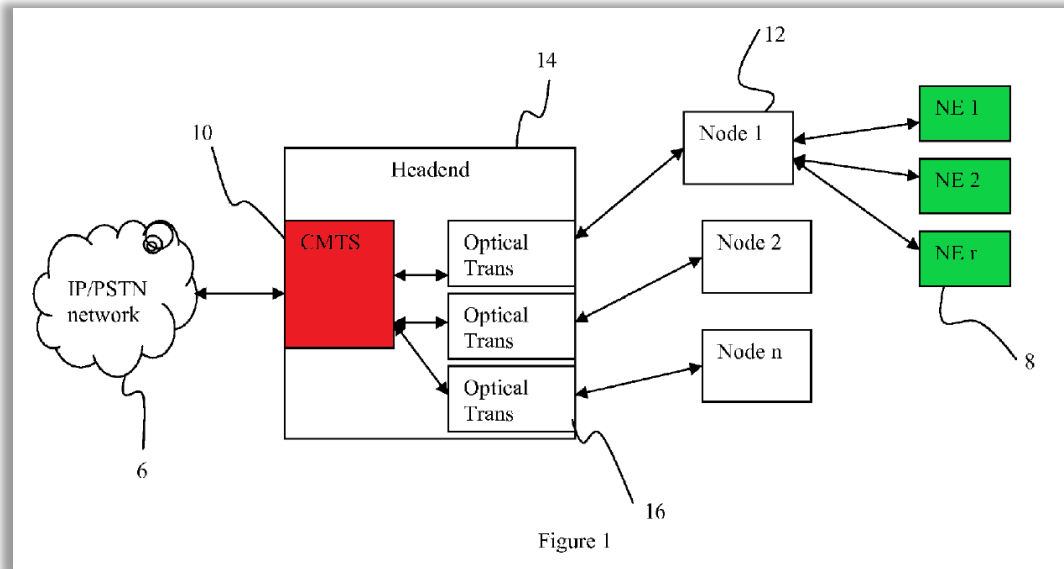 12
14
NE 1
Node 1
10
Headend
NE 2
CMTS
Optical
Trans
Node 2
NE r
IP/PSTN
network
Optical
Trans
Node n
8
Optical
Trans
6
16
Figure 1